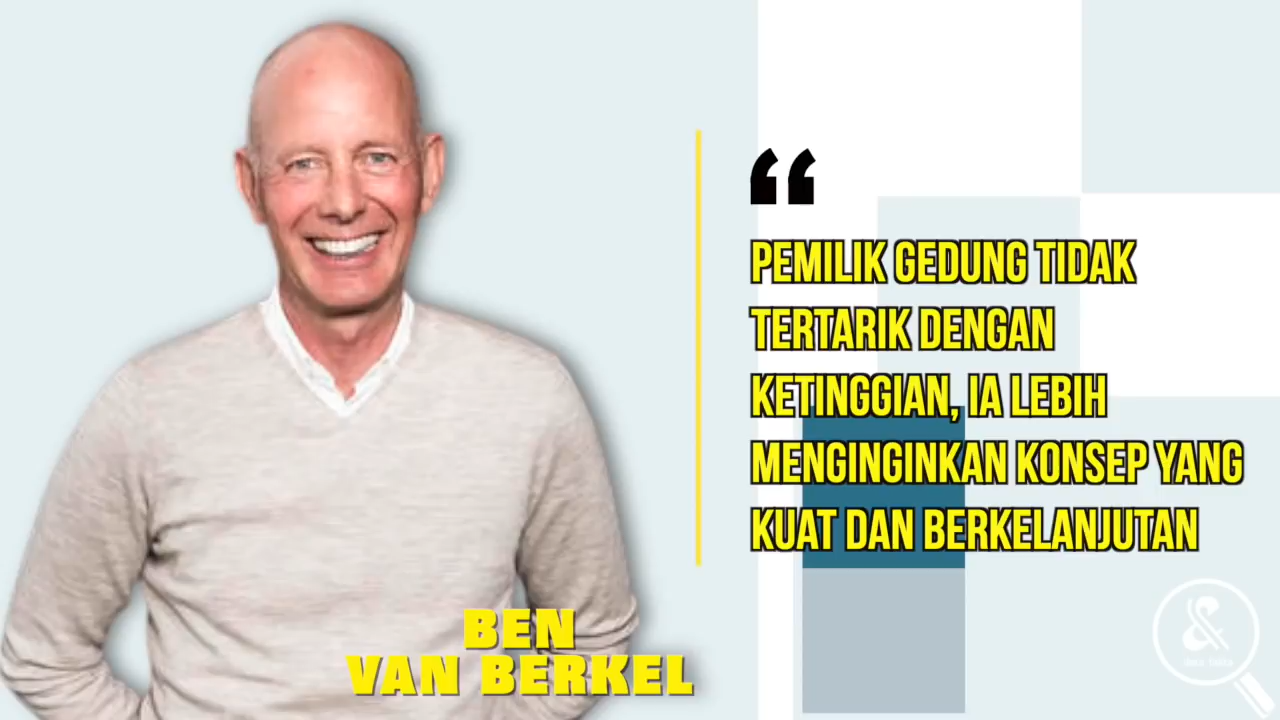 “
PEMILIK GEDUNG TIDAK
TERTARIK DENGAN
KETINGGIAN, IA LEBIH
MENGINGINKAN KONSEP YANG
KUAT DAN BERKELANJUTAN
BEN
VAN BERKEL
&